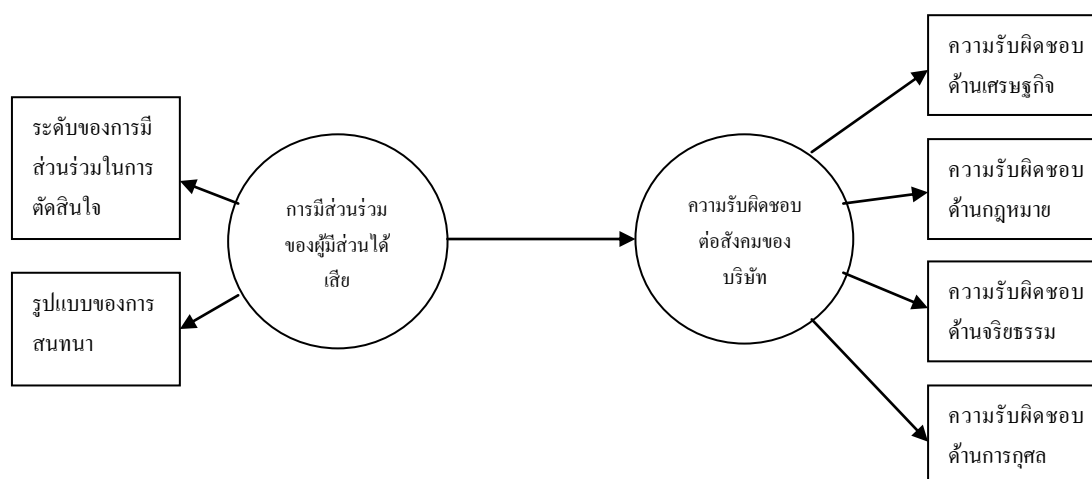 ระดับของการมี
ส่วนร่วมในการ
ตัดสินใจ
รูปแบบของการ
สนทนา
การมีส่วนร่วม
ของผู้มีส่วนได้
เสีย
ความรับผิดชอบ
ต่อสังคมของ
บริษัท
ความรับผิดชอบ
ด้านเศรษฐกิจ
ความรับผิดชอบ
ด้านกฎหมาย
ความรับผิดชอบ
ด้านจริยธรรม
ความรับผิดชอบ
ด้านการกุศล